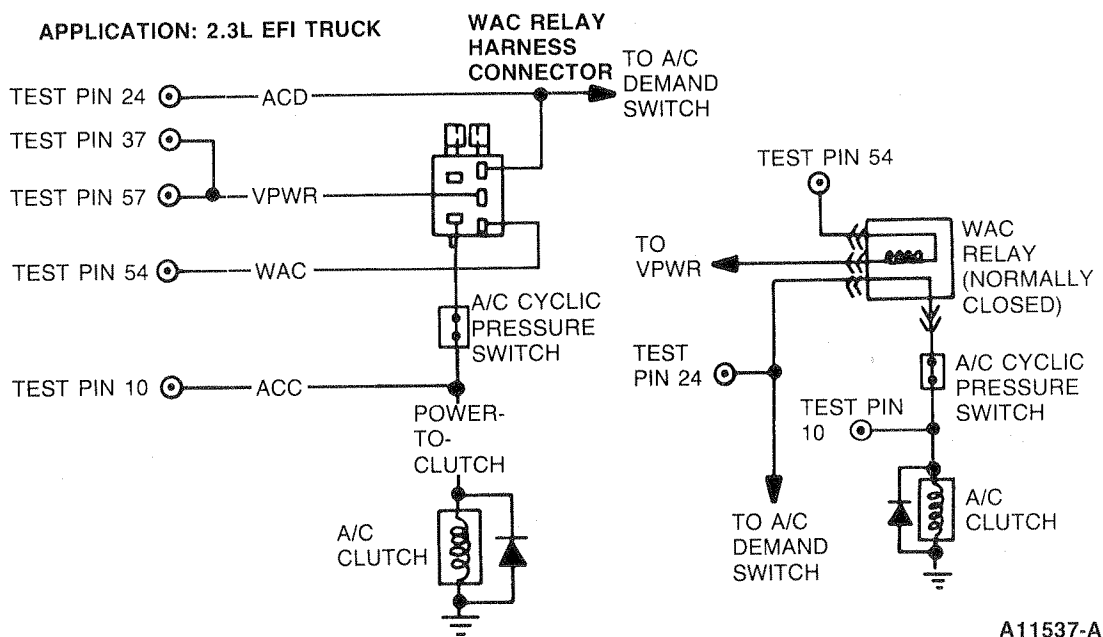 APPLICATION: 2.3L EFI TRUCK
WAC RELAY
HARNESS
CONNECTOR
TO A/C
DEMAND
SWITCH
TEST PIN 24
ACD
TEST PIN 37
TEST PIN 57
VPWR
TEST PIN 54
WAC
A/C CYCLIC
PRESSURE
SWITCH
TEST PIN 10
ACC
POWER-
TO-
CLUTCH
A/C
CLUTCH
TEST PIN 54
TO
VPWR
WAC
RELAY
(NORMALLY
CLOSED)
TEST
PIN 24
A/C CYCLIC
PRESSURE
SWITCH
TEST PIN
10
TO A/C
DEMAND
SWITCH
A/C
CLUTCH
A11537-A